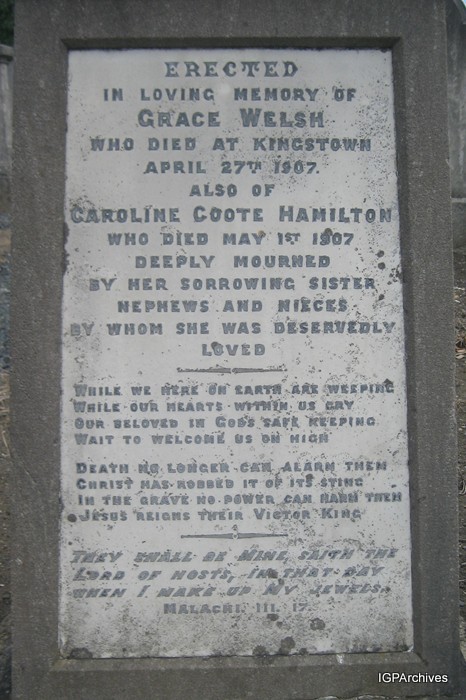 ERECTED
IN LOVING MEMORY OF
GRACE WELSH
WHO DIED AT KINGSTOWN
APRIL 27TH 1907.
ALSO OF
CAROLINE COOTE HAMILTON
WHO DIED MAY 1ST 1907
DEEPLY MOURNED
BY HER SORROWING SISTER
NEPHEWS AND NIECES
BY WHOM SHE WAS DESERVEDLY
LOVED
WHILE WE HERE ON EARTH ARE WEEPING
WHILE OUR HEARTS WITHIN US CRY
OUR BELOVED IN GOD'S SAFE KEEPING
WAIT TO WELCOME US ON HIGH
DEATH NO LONGER CAN ALARM THEM
CHRIST HAS ROBBED IT OF ITS STING
IN THE GRAVE NO POWER CAN HARM THEM
JESUS REIGNS THEIR VICTOR KING
THEY SHALL BE MINE, SAITH THE
LORD OF HOSTS, IN THAT DAY
WHEN I MAKE UP MY JEWELS.
MALACHI. III. 17.
IGPArchives